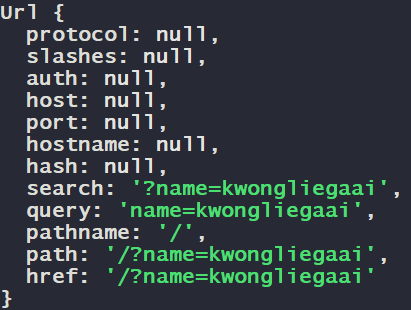 Url {
  protocol: null,
  slashes: null,
  auth: null,
  host: null,
  port: null,
  hostname: null,
  hash: null,
  search: '?name=kwongliegaai',
  query: 'name=kwongliegaai',
  pathname: '/',
  path: '/?name=kwongliegaai',
  href: '/?name=kwongliegaai'
}